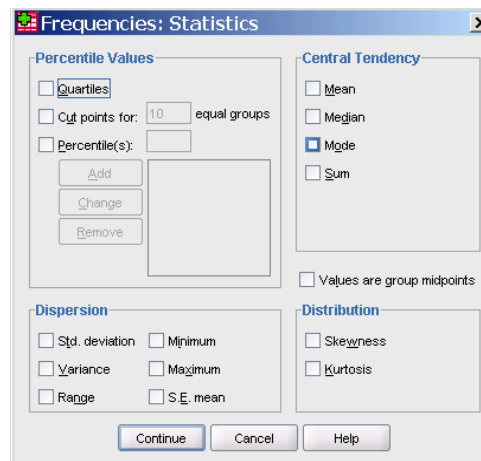 Frequencies: Statistics
Percentile Values
Quartiles
Cut points for: 10 equal groups
Percentile(s):
Add
Change
Remove
Central Tendency
Mean
Median
Mode
Sum
Values are group midpoints
Dispersion
Std. deviation Minimum
Variance Maximum
Range S.E. mean
Distribution
Skewness
Kurtosis
Continue Cancel Help